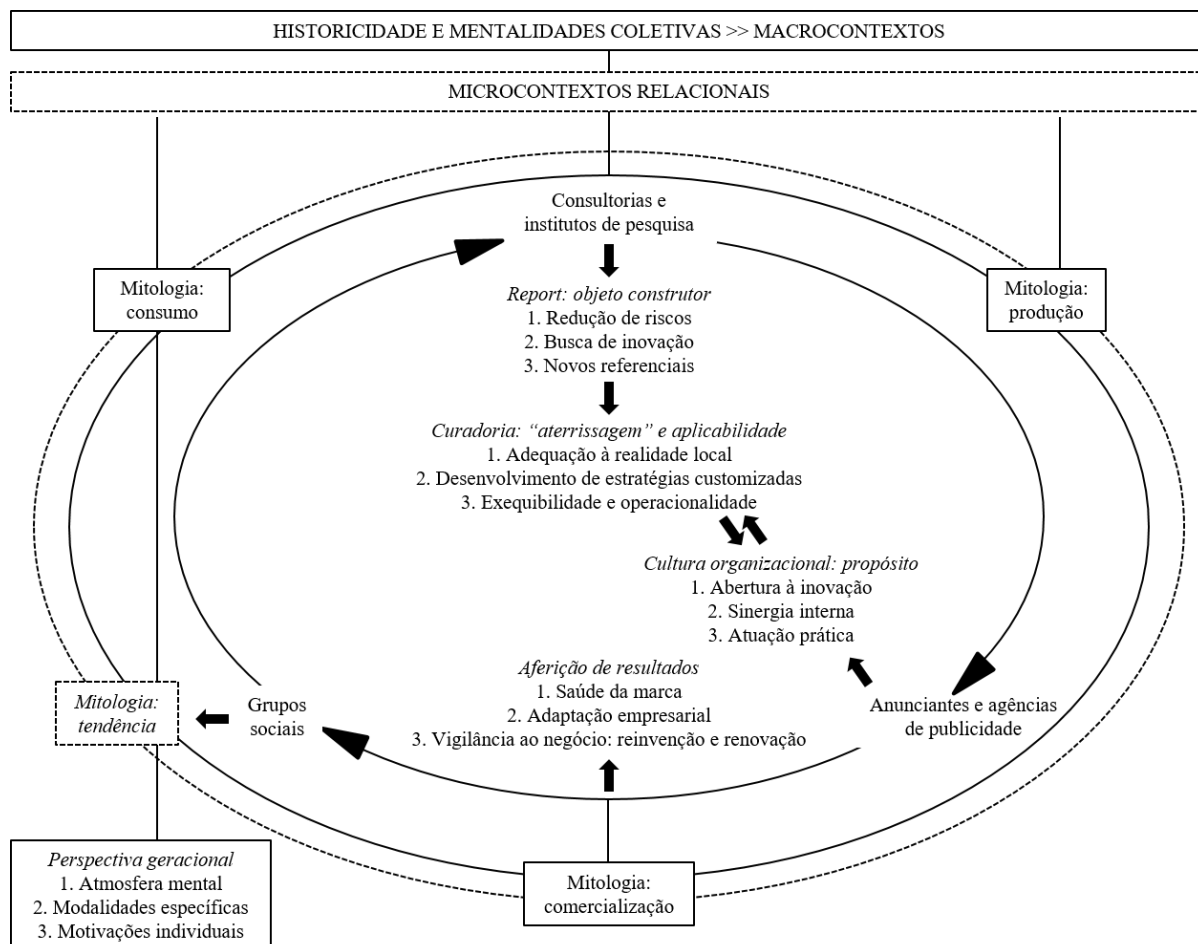 HISTORICIDADE E MENTALIDADES COLETIVAS >> MACROCONTEXTOS
MICROCONTEXTOS RELACIONAIS
Consultorias e
institutos de pesquisa
Mitologia:
consumo
Mitologia:
produção
Report: objeto construtor
1. Redução de riscos
2. Busca de inovação
3. Novos referenciais
Curadoria: “aterrissagem” e aplicabilidade
1. Adequação à realidade local
2. Desenvolvimento de estratégias customizadas
3. Exequibilidade e operacionalidade
Cultura organizacional: propósito
1. Abertura à inovação
2. Sinergia interna
3. Atuação prática
Aferição de resultados
1. Saúde da marca
2. Adaptação empresarial
3. Vigilância ao negócio: reinvenção e renovação
Anunciantes e agências
de publicidade
Grupos
sociais
Mitologia:
tendência
Perspectiva geracional
1. Atmosfera mental
2. Modalidades específicas
3. Motivações individuais
Mitologia:
comercialização